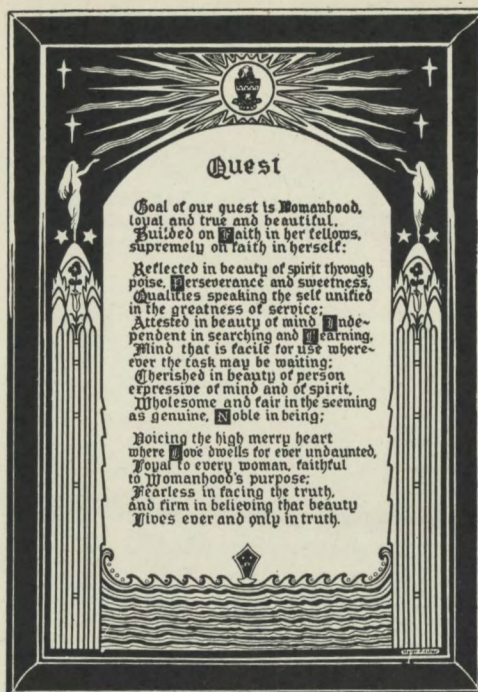 Quest
Goal of our quest is Womanhood,
loyal and true and beautiful,
Builded on Faith in her fellows,
supremely on faith in herself:
Reflected in beauty of spirit through
poise, Perseverance and sweetness,
Qualities speaking the self unified
in the greatness of service;
Attested in beauty of mind Inde-
pendent in searching and Learning,
Mind that is facile for use where-
ever the task may be waiting;
Cherished in beauty of person
expressive of mind and of spirit,
Wholesome and fair in the seeming
as genuine, Noble in being;
Voicing the high merry heart
where Love dwells for ever undaunted,
Loyal to every woman, faithful
to Womanhood's purpose;
Fearless in facing the truth,
and firm in believing that beauty
Lives ever and only in truth.